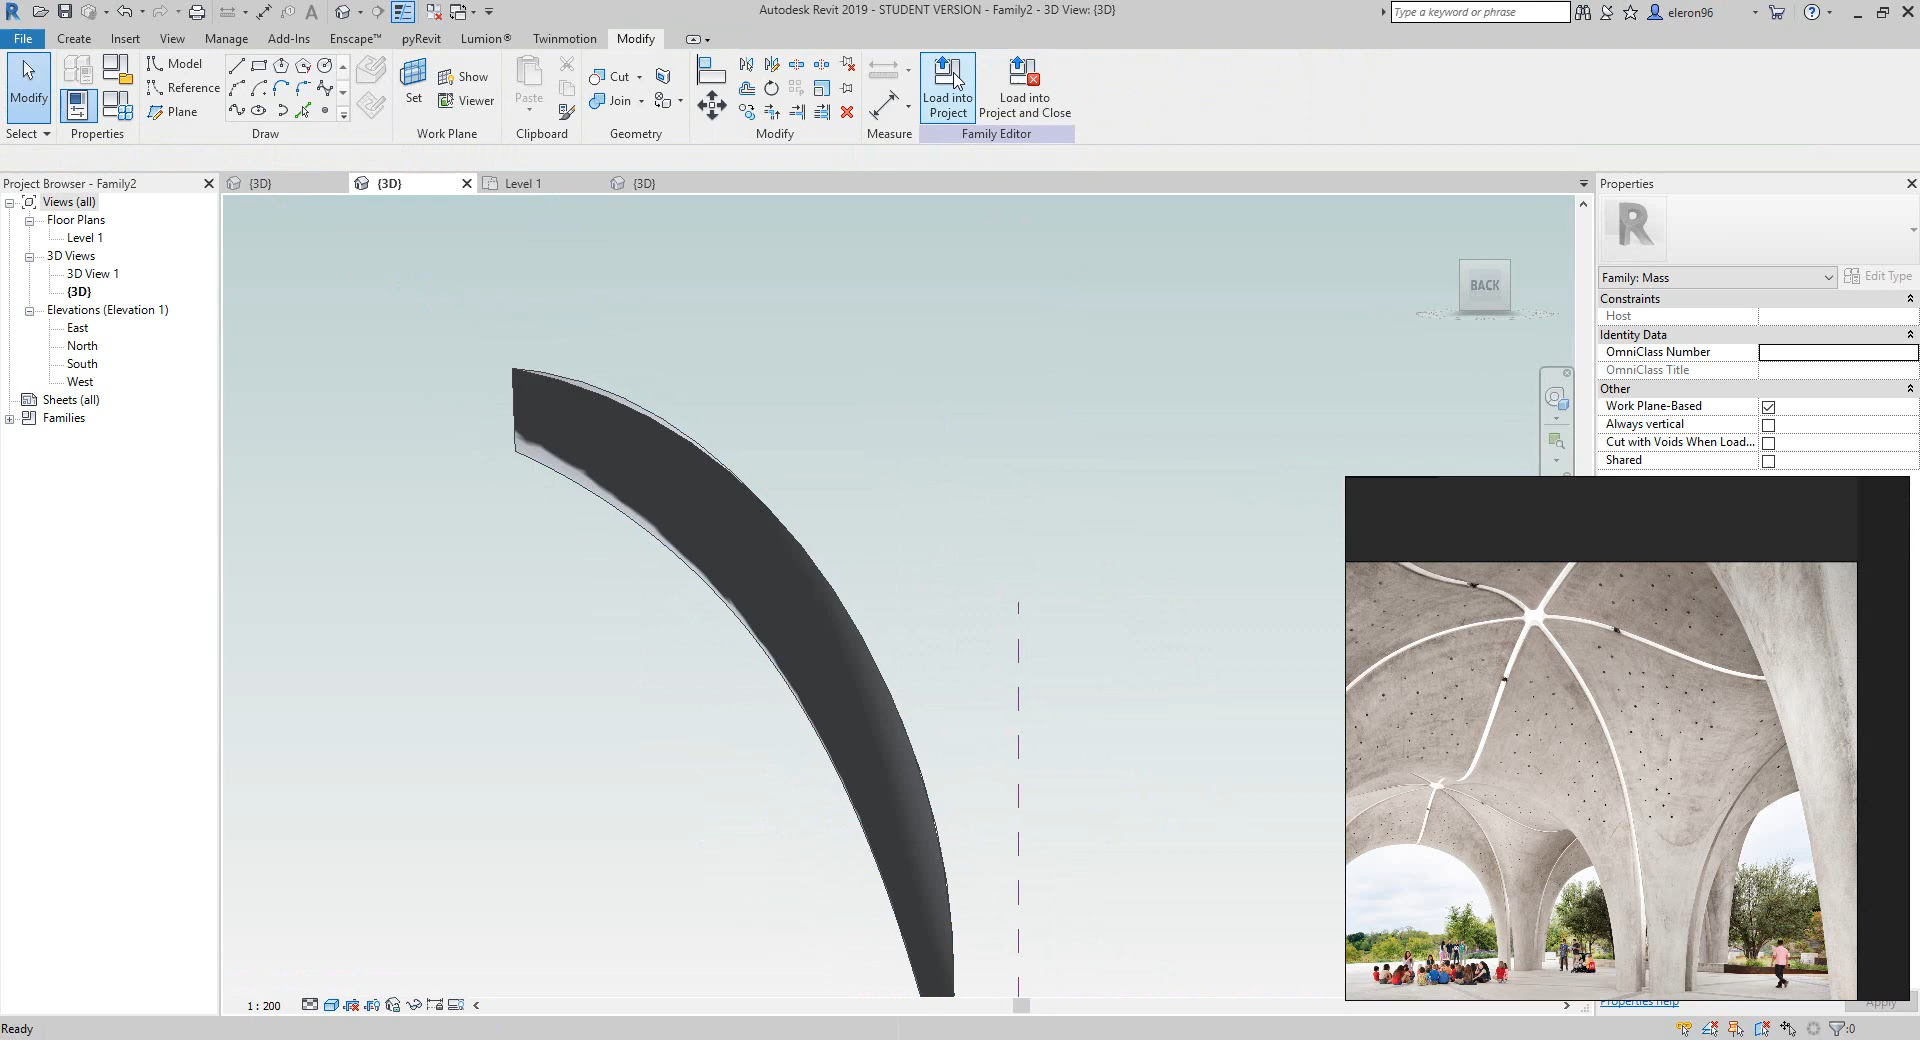 Autodesk Revit 2019 - STUDENT VERSION - Family2 - 3D View: {3D}
Type a keyword or phrase
eleron96
File Create Insert View Manage Add-Ins Enscape™ pyRevit Lumion® Twinmotion Modify
Modify
Model
Reference
Plane
Set
Show
Viewer
Paste
Cut
Join
Load into
Project
Load into
Project and Close
Select Properties Draw Work Plane Clipboard Geometry Modify Measure Family Editor
Project Browser - Family2
Views (all)
Floor Plans
Level 1
3D Views
3D View 1
{3D}
Elevations (Elevation 1)
East
North
South
West
Sheets (all)
Families
{3D} {3D} Level 1 {3D}
BACK
Properties
R
Family: Mass Edit Type
Constraints
Host
Identity Data
OmniClass Number
OmniClass Title
Other
Work Plane-Based
Always vertical
Cut with Voids When Load...
Shared
Properties help Apply
1 : 200
Ready
:0